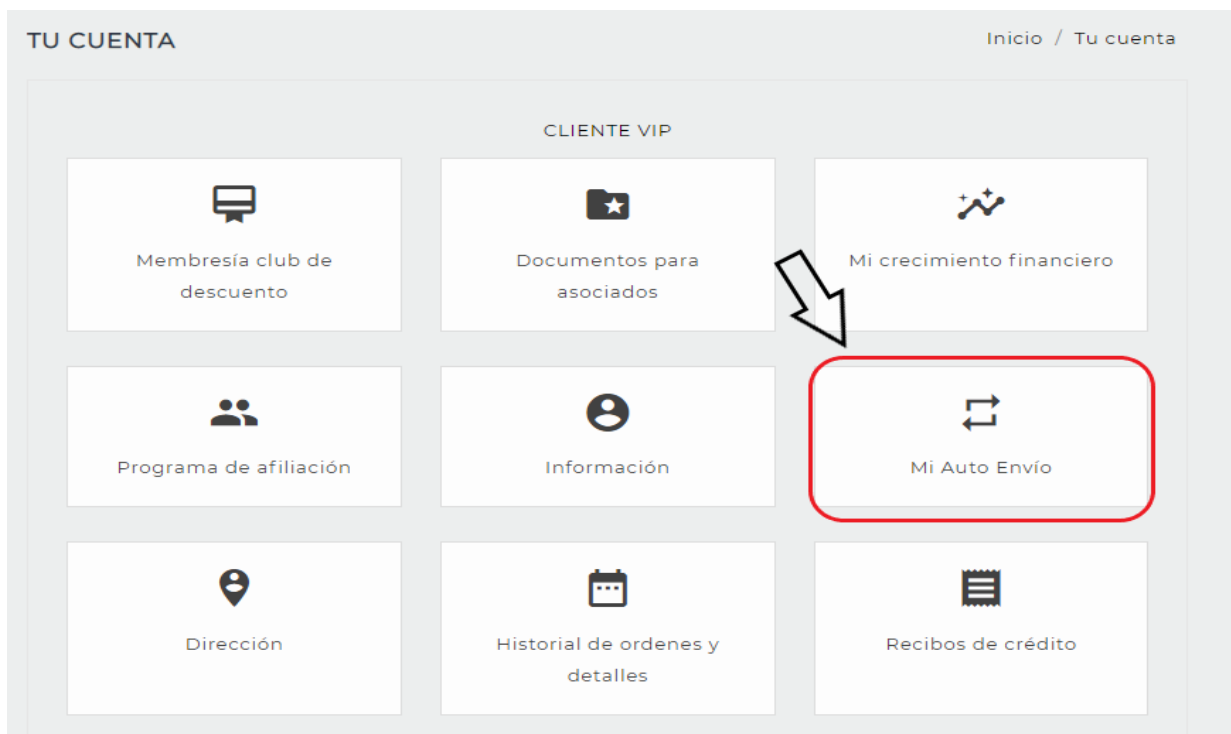 TU CUENTA
Inicio / Tu cuenta
CLIENTE VIP
Membresía club de
descuento
Documentos para
asociados
Mi crecimiento financiero
Programa de afiliación
Información
Mi Auto Envío
Dirección
Historial de ordenes y
detalles
Recibos de crédito